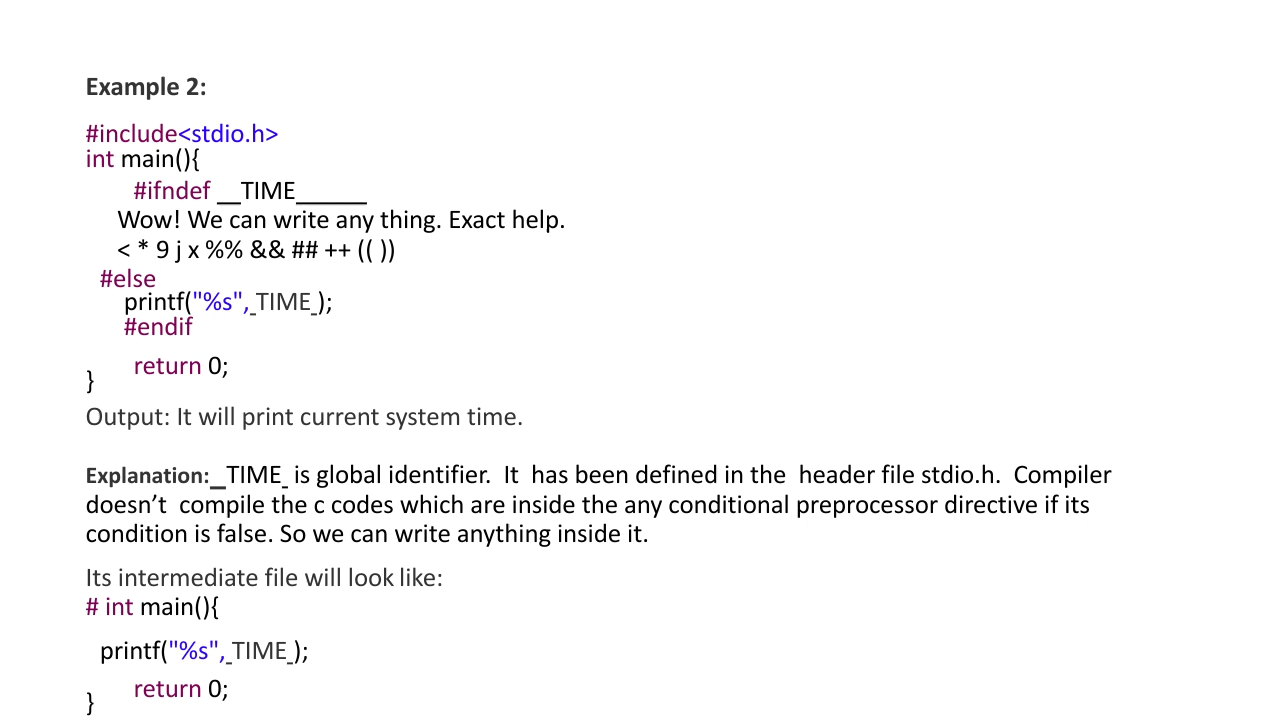 Example 2:
#include<stdio.h>
int main(){
#ifndef __TIME______
Wow! We can write any thing. Exact help.
< * 9 j x %% && ## ++ (( ))
#else
printf("%s",_TIME_);
#endif
return 0;
}
Output: It will print current system time.
Explanation:_TIME_ is global identifier. It has been defined in the header file stdio.h. Compiler
doesn’t compile the c codes which are inside the any conditional preprocessor directive if its
condition is false. So we can write anything inside it.
Its intermediate file will look like:
# int main(){
printf("%s",_TIME_);
return 0;
}